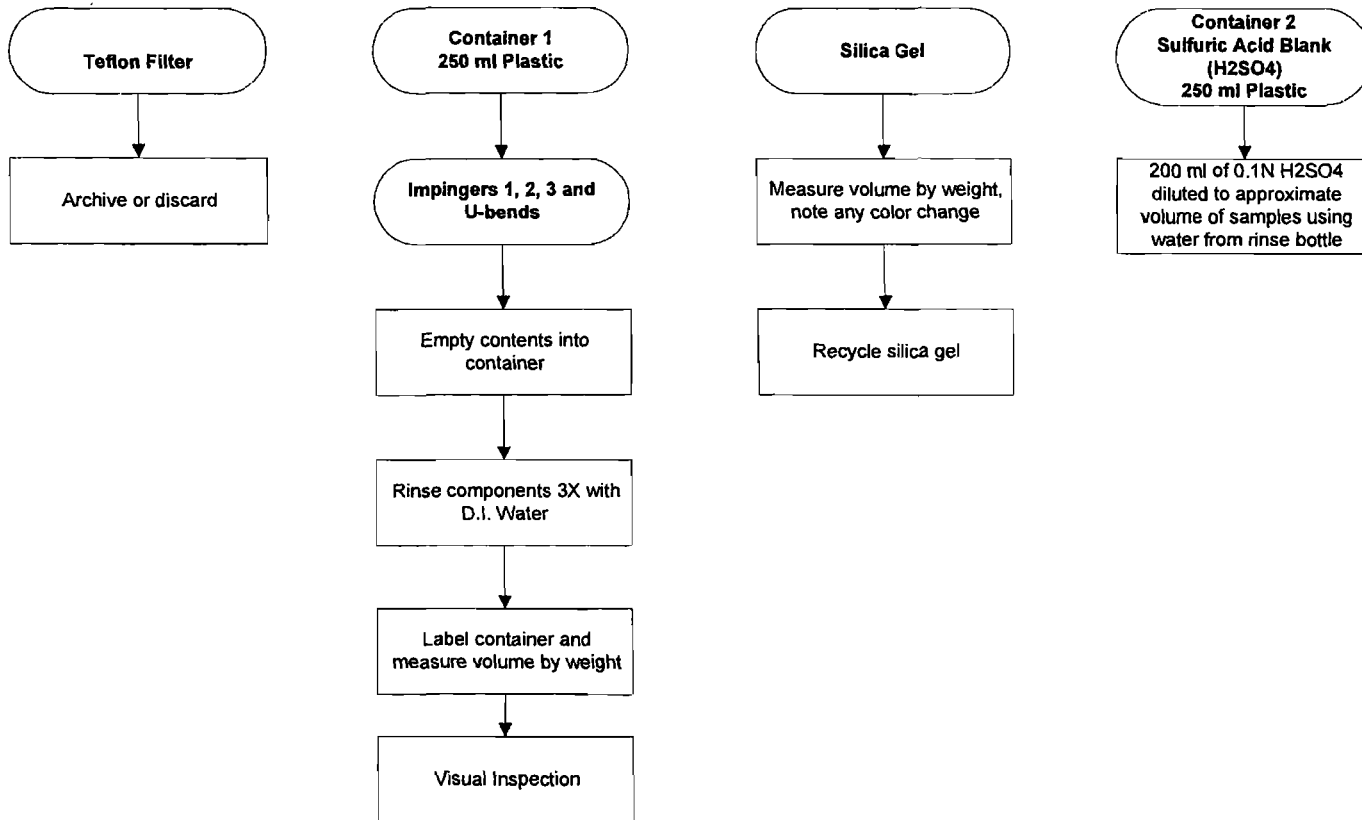 Teflon Filter
Archive or discard
Container 1
250 ml Plastic
Impingers 1, 2, 3 and
U-bends
Empty contents into
container
Rinse components 3X with
D.I. Water
Label container and
measure volume by weight
Visual Inspection
Silica Gel
Measure volume by weight,
note any color change
Recycle silica gel
Container 2
Sulfuric Acid Blank
(H2SO4)
250 ml Plastic
200 ml of 0.1N H2SO4
diluted to approximate
volume of samples using
water from rinse bottle